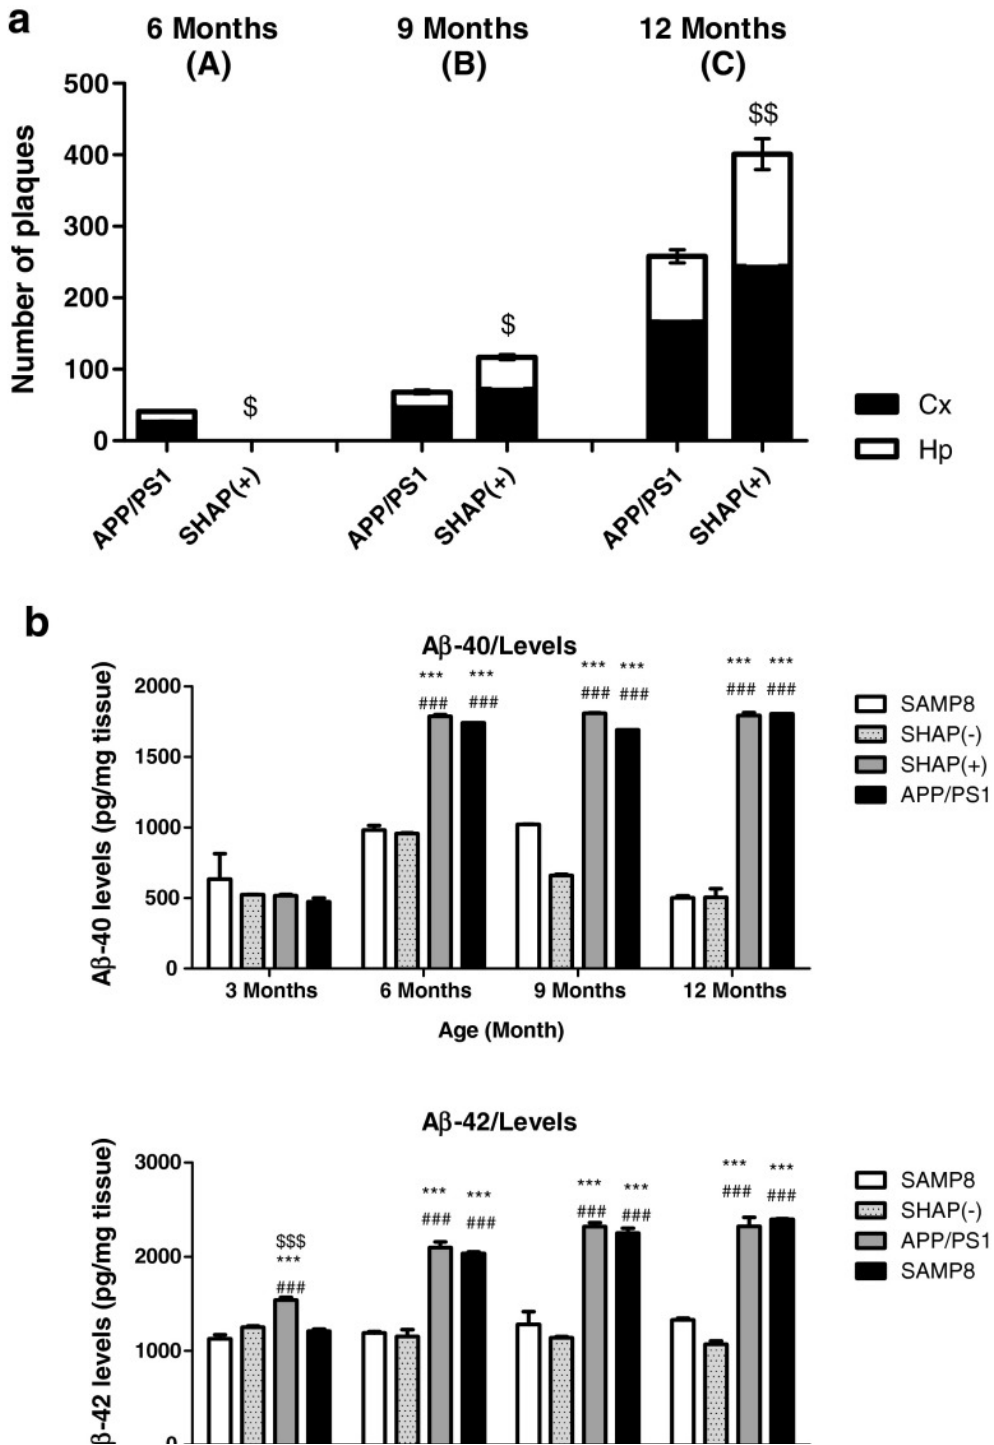 a
6 Months 9 Months 12 Months
(A) (B) (C)
Number of plaques
500
400
300
200
100
0
$ $ $$
APP/PS1 SHAP(+) APP/PS1 SHAP(+) APP/PS1 SHAP(+)
Cx
Hp
b
Aβ-40/Levels
Aβ-40 levels (pg/mg tissue)
2000
1500
1000
500
0
*** *** *** *** *** ***
### ### ### ### ### ###
3 Months 6 Months 9 Months 12 Months
Age (Month)
SAMP8
SHAP(-)
SHAP(+)
APP/PS1
Aβ-42/Levels
β-42 levels (pg/mg tissue)
3000
2000
1000
0
$$$
*** *** *** *** *** *** ***
### ### ### ### ### ### ###
SAMP8
SHAP(-)
APP/PS1
SAMP8